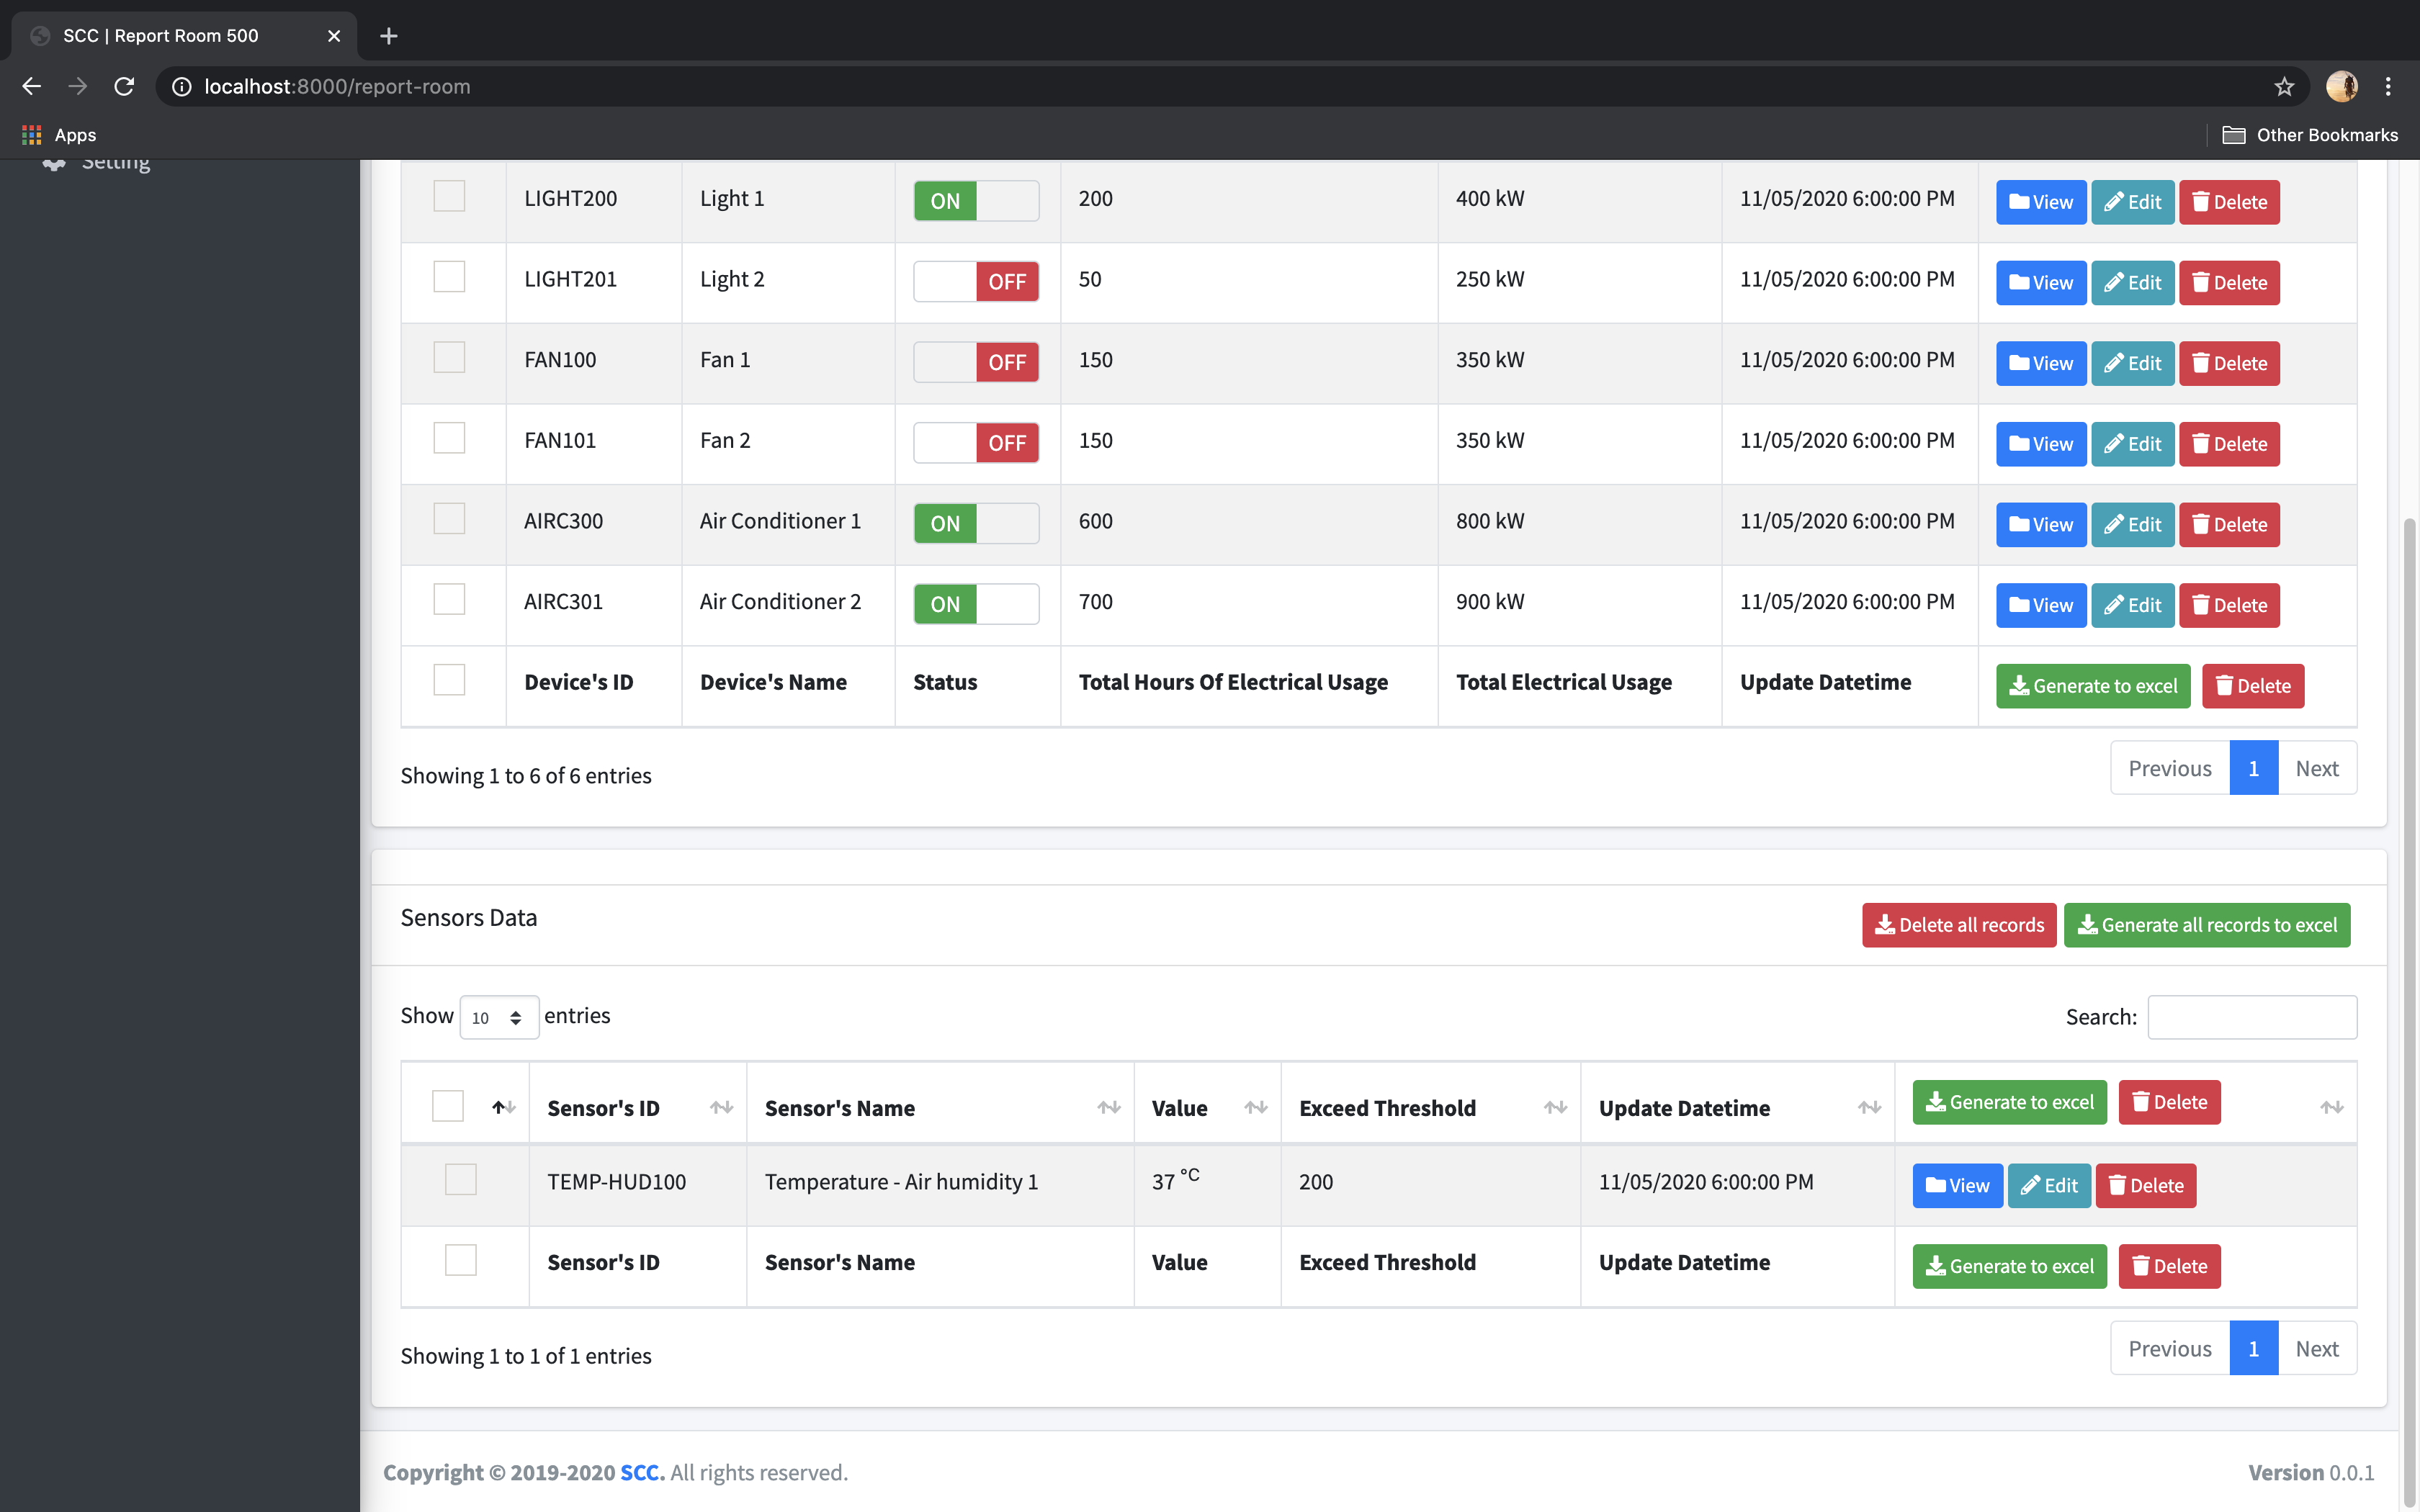 SCC | Report Room 500
localhost:8000/report-room
Apps
Other Bookmarks
Setting
LIGHT200 Light 1 ON 200 400 kW 11/05/2020 6:00:00 PM View Edit Delete
LIGHT201 Light 2 OFF 50 250 kW 11/05/2020 6:00:00 PM View Edit Delete
FAN100 Fan 1 OFF 150 350 kW 11/05/2020 6:00:00 PM View Edit Delete
FAN101 Fan 2 OFF 150 350 kW 11/05/2020 6:00:00 PM View Edit Delete
AIRC300 Air Conditioner 1 ON 600 800 kW 11/05/2020 6:00:00 PM View Edit Delete
AIRC301 Air Conditioner 2 ON 700 900 kW 11/05/2020 6:00:00 PM View Edit Delete
Device's ID Device's Name Status Total Hours Of Electrical Usage Total Electrical Usage Update Datetime Generate to excel Delete
Showing 1 to 6 of 6 entries
Previous 1 Next
Sensors Data
Delete all records Generate all records to excel
Show 10 entries
Search:
Sensor's ID Sensor's Name Value Exceed Threshold Update Datetime Generate to excel Delete
TEMP-HUD100 Temperature - Air humidity 1 37 °C 200 11/05/2020 6:00:00 PM View Edit Delete
Sensor's ID Sensor's Name Value Exceed Threshold Update Datetime Generate to excel Delete
Showing 1 to 1 of 1 entries
Previous 1 Next
Copyright © 2019-2020 SCC. All rights reserved.
Version 0.0.1